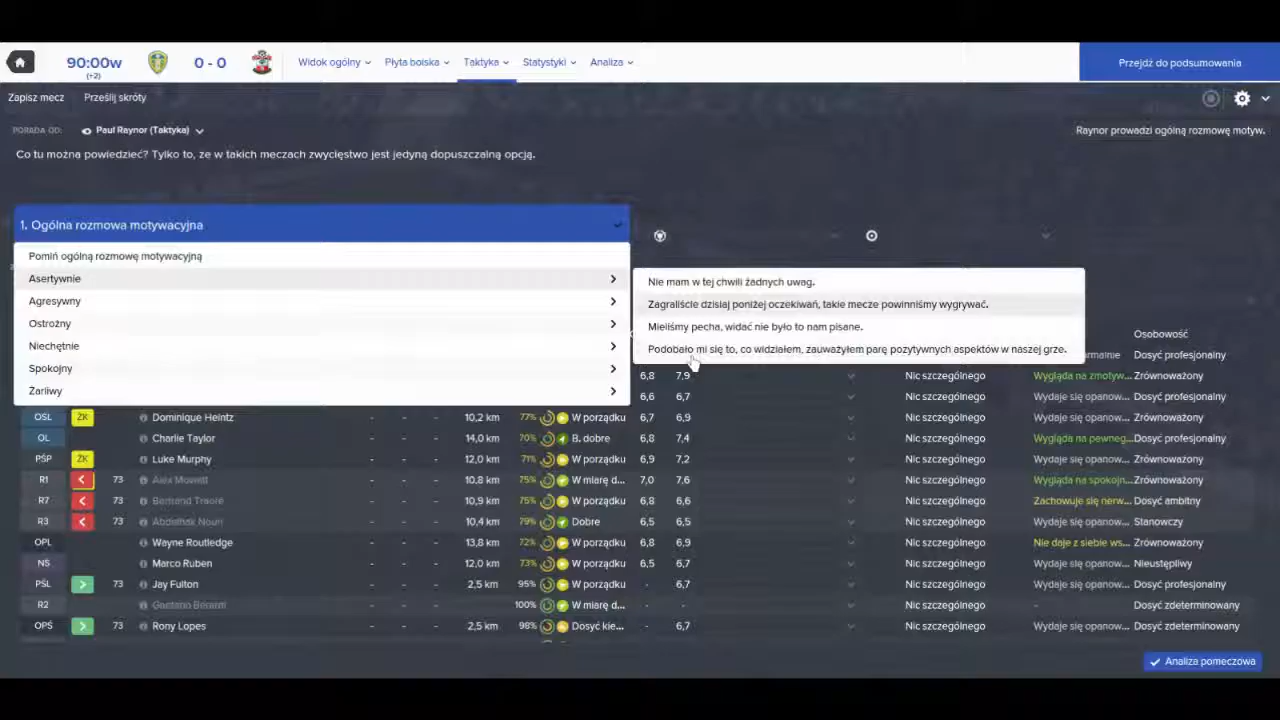 90:00w 0 - 0 Widok ogólny Płyta boiska Taktyka Statystyki Analiza Przejdź do podsumowania
(+2)
Zapisz mecz Prześlij skróty
PORADA OD: Paul Raynor (Taktyka) Raynor prowadzi ogólną rozmowę motyw.
Co tu można powiedzieć? Tylko to, że w takich meczach zwycięstwo jest jedyną dopuszczalną opcją.
1. Ogólna rozmowa motywacyjna
Pomiń ogólną rozmowę motywacyjną
Asertywnie Nie mam w tej chwili żadnych uwag.
Agresywny Zagraliście dzisiaj poniżej oczekiwań, takie mecze powinniśmy wygrywać.
Ostrożny Mieliśmy pecha, widać nie było to nam pisane.
Niechętnie Podobało mi się to, co widziałem, zauważyłem parę pozytywnych aspektów w naszej grze.
Spokojny
Żarliwy
Osobowość
Dosyć profesjonalny
6,8 7,9 Nic szczególnego Wygląda na zmotyw... Zrównoważony
6,6 6,7 Nic szczególnego Wydaje się opanow... Dosyć profesjonalny
OŚL ŻK Dominique Heintz - - - 10,2 km 77% W porządku 6,7 6,9 Nic szczególnego Wydaje się opanow... Zrównoważony
OL Charlie Taylor - - - 14,0 km 70% B. dobre 6,8 7,4 Nic szczególnego Wygląda na pewneg... Dosyć profesjonalny
PŚP ŻK Luke Murphy - - - 12,0 km 71% W porządku 6,9 7,2 Nic szczególnego Wydaje się opanow... Zrównoważony
R1 73 Alex Mowatt - - - 10,8 km 75% W miarę d... 7,0 7,6 Nic szczególnego Wygląda na spokojn... Zrównoważony
R7 73 Bertrand Traoré - - - 10,9 km 75% W porządku 6,8 6,6 Nic szczególnego Zachowuje się nerw... Dosyć ambitny
R3 73 Abdelhak Nouri - - - 10,4 km 79% Dobre 6,5 6,5 Nic szczególnego Wydaje się opanow... Stanowczy
OPL Wayne Routledge - - - 13,8 km 72% W porządku 6,8 6,9 Nic szczególnego Nie daje z siebie ws... Zrównoważony
NŚ Marco Ruben - - - 12,0 km 73% W porządku 6,5 6,7 Nic szczególnego Wydaje się opanow... Nieustępliwy
PŚL 73 Jay Fulton - - - 2,5 km 95% W porządku - 6,7 Nic szczególnego Wydaje się opanow... Dosyć profesjonalny
R2 Gaetano Berardi - - - 100% W miarę d... - - Nic szczególnego - Dosyć zdeterminowany
OPŚ 73 Rony Lopes - - - 2,5 km 98% Dosyć kie... - 6,7 Nic szczególnego Wydaje się opanow... Dosyć zdeterminowany
Analiza pomeczowa